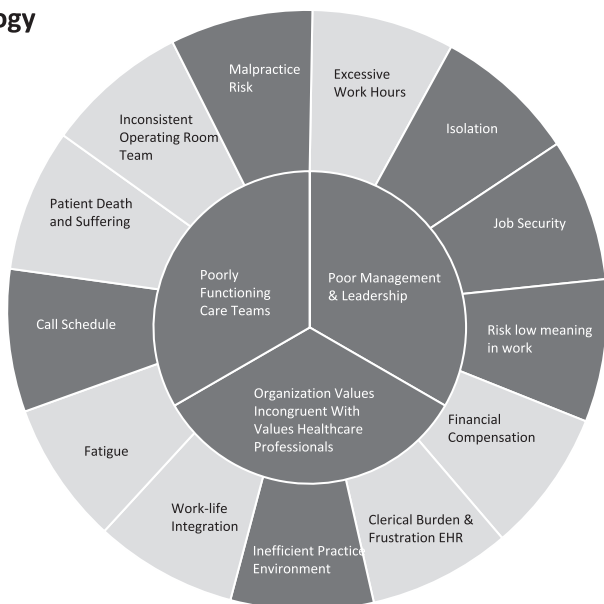 ogy
Malpractice
Risk
Excessive
Work Hours
Isolation
Job Security
Risk low meaning
in work
Financial
Compensation
Clerical Burden &
Frustration EHR
Inefficient Practice
Environment
Work-life
Integration
Fatigue
Call Schedule
Patient Death
and Suffering
Inconsistent
Operating Room
Team
Poorly
Functioning
Care Teams
Poor Management
& Leadership
Organization Values
Incongruent With
Values Healthcare
Professionals